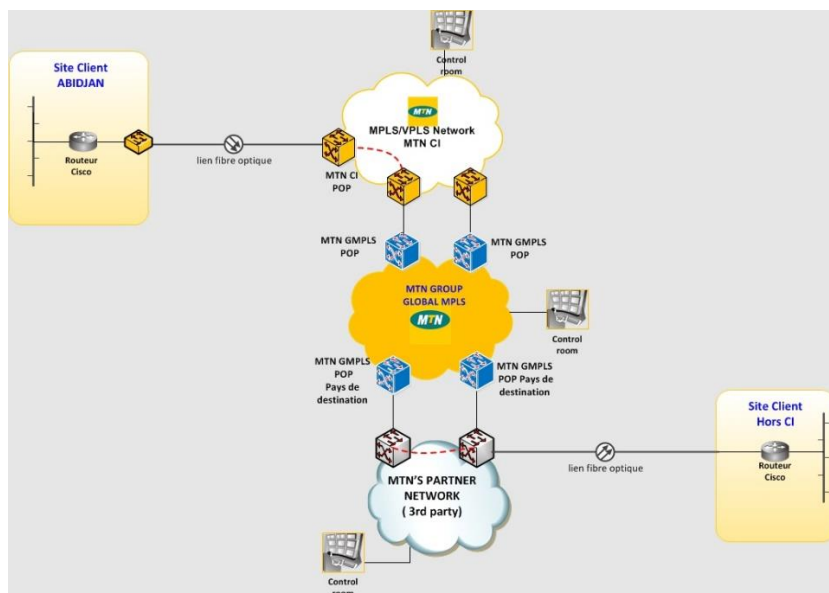 Control
room
Site Client
ABIDJAN
Routeur
Cisco
lien fibre optique
MTN
MPLS/VPLS Network
MTN CI
MTN CI
POP
MTN GMPLS
POP
MTN GMPLS
POP
MTN GROUP
GLOBAL MPLS
MTN
Control
room
MTN GMPLS
POP
Pays de
destination
MTN GMPLS
POP Pays de
destination
Site Client
Hors CI
Routeur
Cisco
lien fibre optique
MTN'S PARTNER
NETWORK
( 3rd party)
Control
room